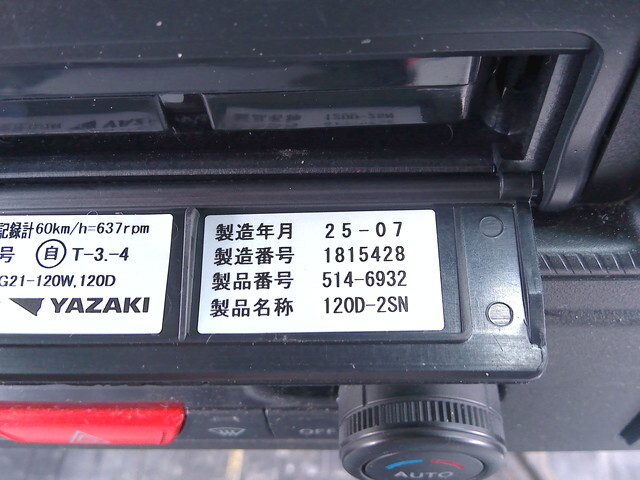 記録計60km/h=637rpm
号 自 T-3.-4
G21-120W,120D
YAZAKI
製造年月 25-07
製造番号 1815428
製品番号 514-6932
製品名称 120D-2SN
OFF
AUTO